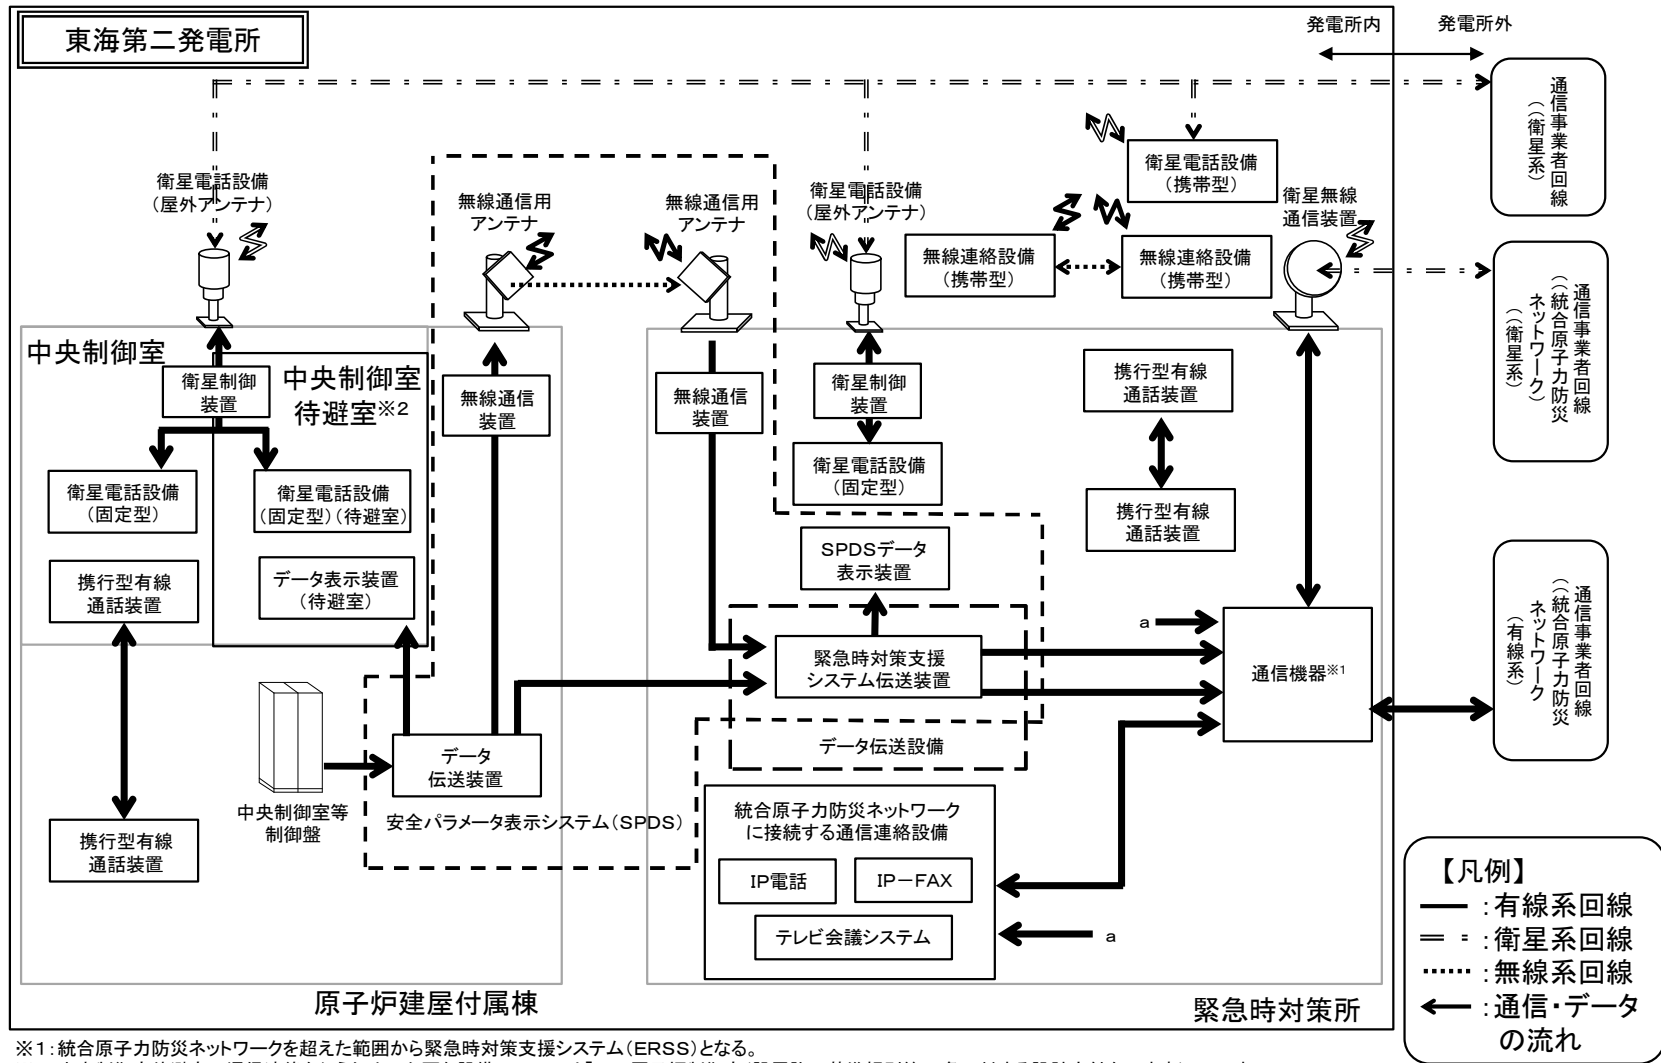 東海第二発電所
発電所内
発電所外
通信事業者回線
(衛星系)
衛星電話設備
(屋外アンテナ)
無線通信用
アンテナ
無線通信用
アンテナ
衛星電話設備
(屋外アンテナ)
衛星電話設備
(携帯型)
無線連絡設備
(携帯型)
無線連絡設備
(携帯型)
衛星無線
通信装置
通信事業者回線
(統合原子力防災
ネットワーク)
(衛星系)
中央制御室
衛星制御
装置
中央制御室
待避室※2
無線通信
装置
無線通信
装置
衛星制御
装置
携行型有線
通話装置
衛星電話設備
(固定型)
衛星電話設備
(固定型)(待避室)
衛星電話設備
(固定型)
携行型有線
通話装置
携行型有線
通話装置
データ表示装置
(待避室)
SPDSデータ
表示装置
通信事業者回線
(統合原子力防災
ネットワーク
(有線系)
a
緊急時対策支援
システム伝送装置
通信機器※1
データ伝送設備
データ
伝送装置
中央制御室等
制御盤
安全パラメータ表示システム(SPDS)
携行型有線
通話装置
統合原子力防災ネットワーク
に接続する通信連絡設備
IP電話
IP-FAX
テレビ会議システム
a
原子炉建屋付属棟
緊急時対策所
【凡例】
:有線系回線
:衛星系回線
:無線系回線
:通信・データ
の流れ
※1:統合原子力防災ネットワークを超えた範囲から緊急時対策支援システム(ERSS)となる。